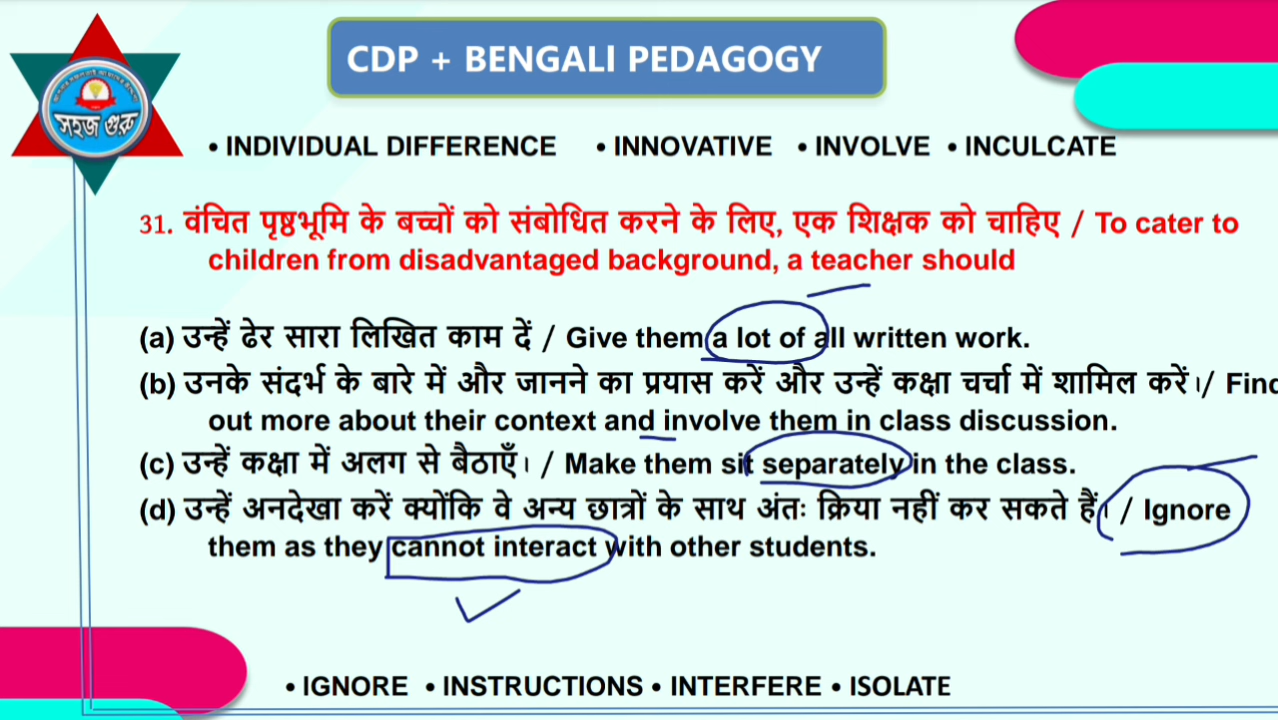 CDP + BENGALI PEDAGOGY
সহজ গুরু
• INDIVIDUAL DIFFERENCE • INNOVATIVE • INVOLVE • INCULCATE
31. वंचित पृष्ठभूमि के बच्चों को संबोधित करने के लिए, एक शिक्षक को चाहिए / To cater to
children from disadvantaged background, a teacher should
(a) उन्हें ढेर सारा लिखित काम दें / Give them a lot of all written work.
(b) उनके संदर्भ के बारे में और जानने का प्रयास करें और उन्हें कक्षा चर्चा में शामिल करें।/ Find
out more about their context and involve them in class discussion.
(c) उन्हें कक्षा में अलग से बैठाएँ। / Make them sit separately in the class.
(d) उन्हें अनदेखा करें क्योंकि वे अन्य छात्रों के साथ अंतः क्रिया नहीं कर सकते हैं। / Ignore
them as they cannot interact with other students.
• IGNORE • INSTRUCTIONS • INTERFERE • ISOLATE